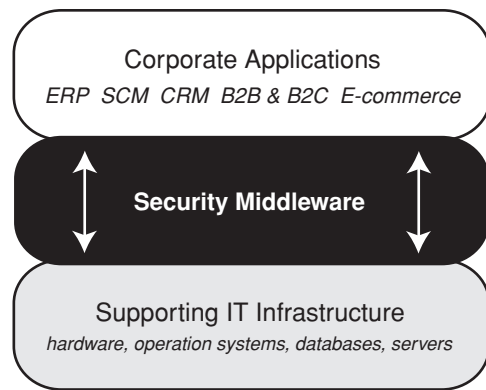 Corporate Applications
ERP SCM CRM B2B & B2C E-commerce
Security Middleware
Supporting IT Infrastructure
hardware, operation systems, databases, servers